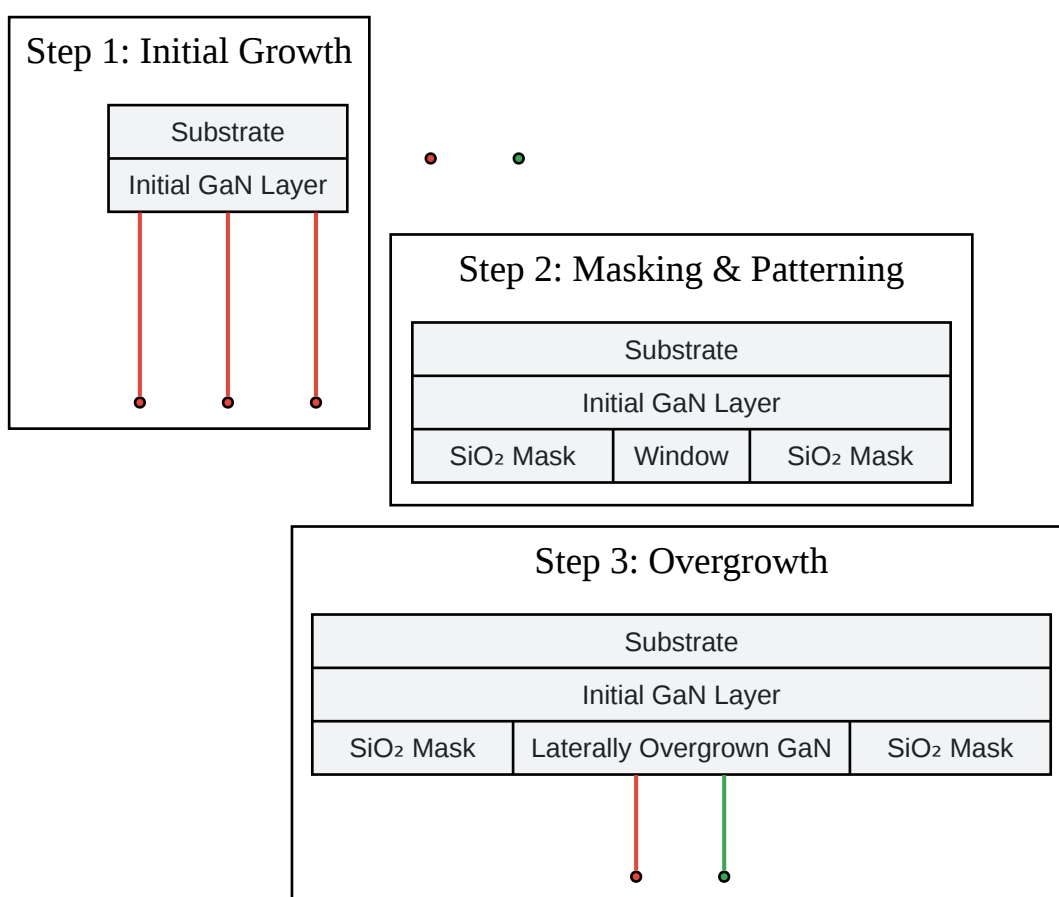 Step 1: Initial Growth
Substrate
Initial GaN Layer
Step 2: Masking & Patterning
Substrate
Initial GaN Layer
SiO₂ Mask
Window
SiO₂ Mask
Step 3: Overgrowth
Substrate
Initial GaN Layer
SiO₂ Mask
Laterally Overgrown GaN
SiO₂ Mask